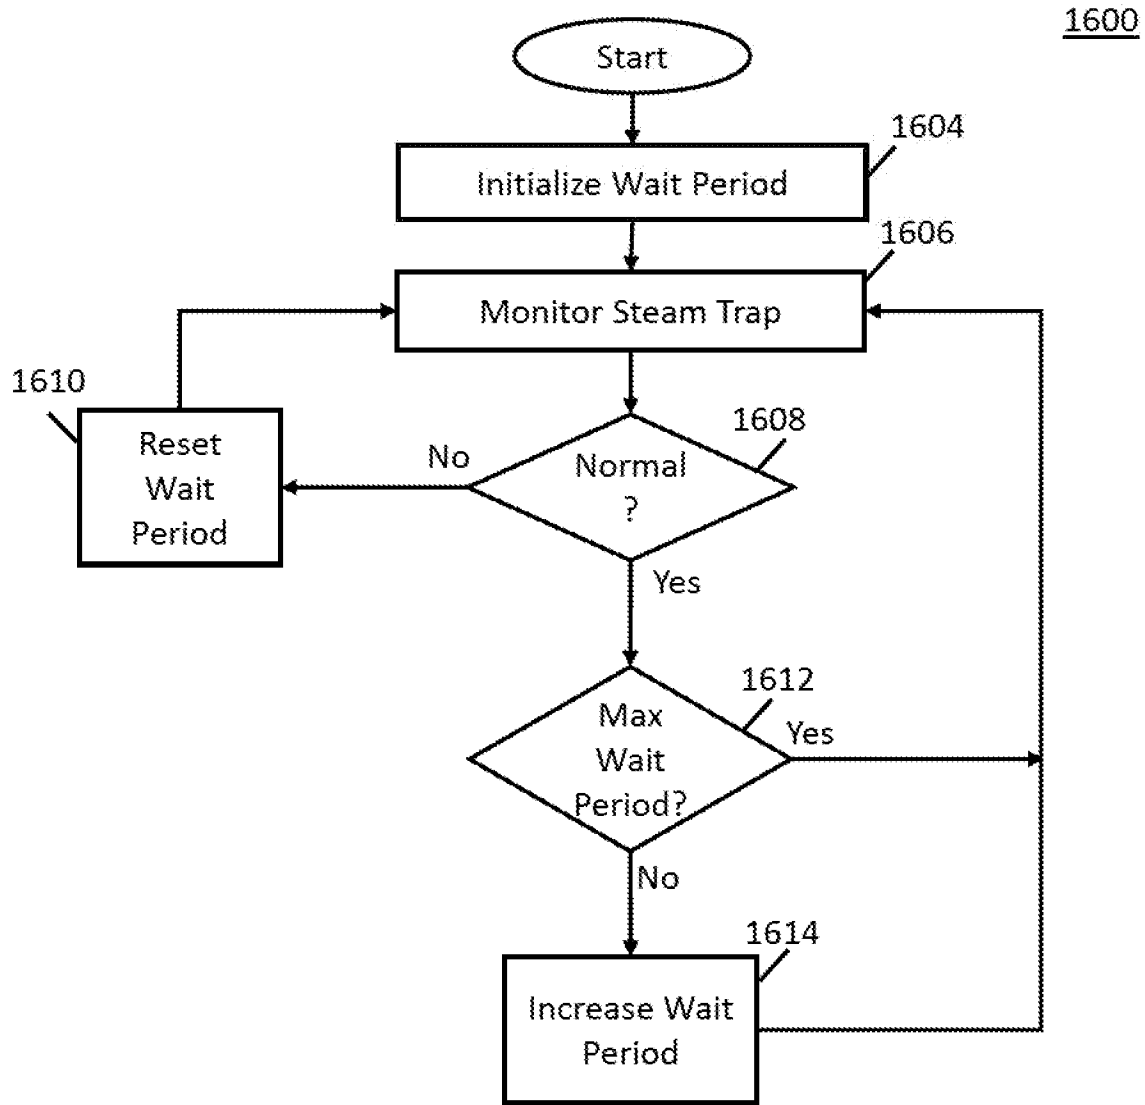 1600
Start
1604
Initialize Wait Period
1606
Monitor Steam Trap
1610
Reset
Wait
Period
No
1608
Normal
?
Yes
1612
Max
Wait
Period?
Yes
No
1614
Increase Wait
Period